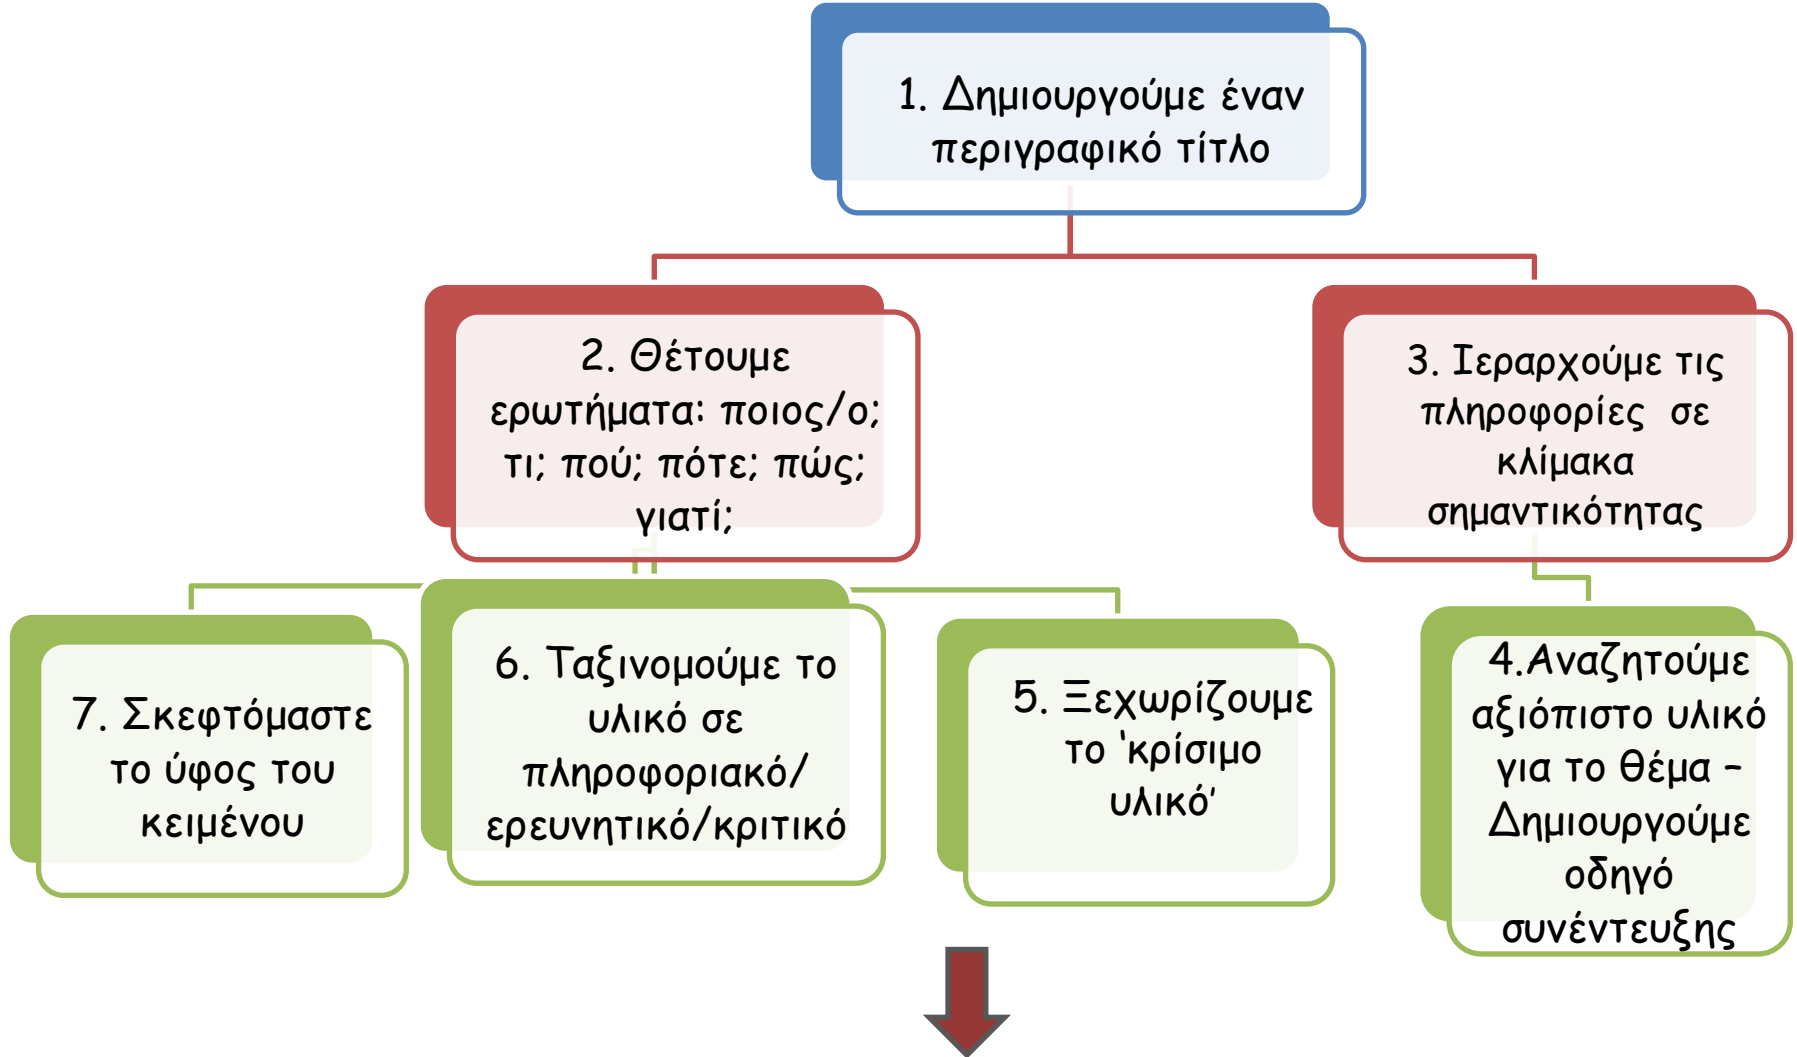 1. Δημιουργούμε έναν
περιγραφικό τίτλο
2. Θέτουμε
ερωτήματα: ποιος/ο;
τι; πού; πότε; πώς;
γιατί;
3. Ιεραρχούμε τις
πληροφορίες σε
κλίμακα
σημαντικότητας
7. Σκεφτόμαστε
το ύφος του
κειμένου
6. Ταξινομούμε το
υλικό σε
πληροφοριακό/
ερευνητικό/κριτικό
5. Ξεχωρίζουμε
το ‘κρίσιμο
υλικό’
4.Αναζητούμε
αξιόπιστο υλικό
για το θέμα –
Δημιουργούμε
οδηγό
συνέντευξης